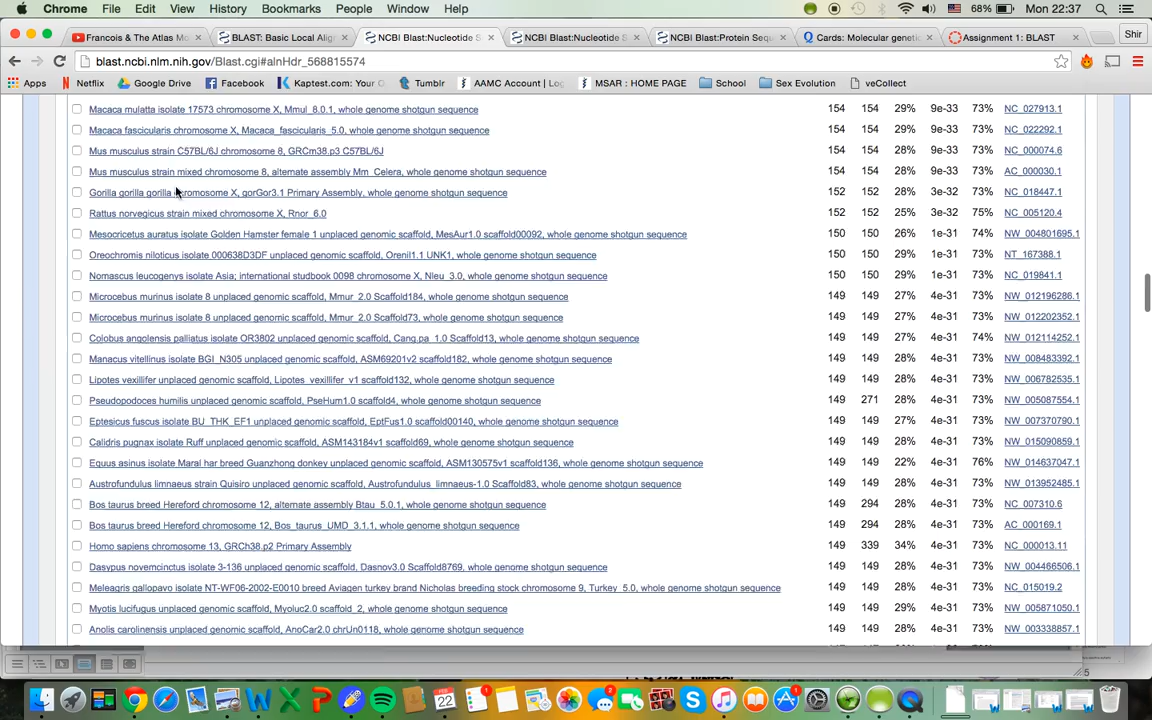 Chrome File Edit View History Bookmarks People Window Help 68% Mon 22:37
Francois & The Atlas Mo BLAST: Basic Local Align NCBI Blast:Nucleotide S NCBI Blast:Nucleotide S NCBI Blast:Protein Sequ Cards: Molecular genetic Assignment 1: BLAST Shir
blast.ncbi.nlm.nih.gov/Blast.cgi#alnHdr_568815574
Apps Netflix Google Drive Facebook Kaptest.com: For G Tumblr AAMC Account | Log MSAR : HOME PAGE School Sex Evolution veCollect
Macaca mulatta isolate 17573 chromosome X, Mmul_8.0.1, whole genome shotgun sequence 154 154 29% 9e-33 73% NC_027913.1
Macaca fascicularis chromosome X, Macaca_fascicularis_5.0, whole genome shotgun sequence 154 154 29% 9e-33 73% NC_022292.1
Mus musculus strain C57BL/6J chromosome 8, GRCm38.p3 C57BL/6J 154 154 28% 9e-33 73% NC_000074.6
Mus musculus strain mixed chromosome 8, alternate assembly Mm_Celera, whole genome shotgun sequence 154 154 28% 9e-33 73% AC_000030.1
Gorilla gorilla gorilla chromosome X, gorGor3.1 Primary Assembly, whole genome shotgun sequence 152 152 28% 3e-32 73% NC_018447.1
Rattus norvegicus strain mixed chromosome X, Rnor_6.0 152 152 25% 3e-32 75% NC_005120.4
Mesocricetus auratus isolate Golden Hamster female 1 unplaced genomic scaffold, MesAur1.0 scaffold00092, whole genome shotgun sequence 150 150 26% 1e-31 74% NW_004801695.1
Oreochromis niloticus isolate 000638D3DF unplaced genomic scaffold, Orenil1.1 UNK1, whole genome shotgun sequence 150 150 29% 1e-31 73% NT_167388.1
Nomascus leucogenys isolate Asia; international studbook 0098 chromosome X, Nleu_3.0, whole genome shotgun sequence 150 150 29% 1e-31 73% NC_019841.1
Microcebus murinus isolate 8 unplaced genomic scaffold, Mmur_2.0 Scaffold184, whole genome shotgun sequence 149 149 27% 4e-31 73% NW_012196286.1
Microcebus murinus isolate 8 unplaced genomic scaffold, Mmur_2.0 Scaffold73, whole genome shotgun sequence 149 149 27% 4e-31 73% NW_012202352.1
Colobus angolensis palliatus isolate OR3802 unplaced genomic scaffold, Cang.pa_1.0 Scaffold13, whole genome shotgun sequence 149 149 27% 4e-31 74% NW_012114252.1
Manacus vitellinus isolate BGI_N305 unplaced genomic scaffold, ASM69201v2 scaffold182, whole genome shotgun sequence 149 149 28% 4e-31 73% NW_008483392.1
Lipotes vexillifer unplaced genomic scaffold, Lipotes_vexillifer_v1 scaffold132, whole genome shotgun sequence 149 149 28% 4e-31 73% NW_006782535.1
Pseudopodoces humilis unplaced genomic scaffold, PseHum1.0 scaffold4, whole genome shotgun sequence 149 271 28% 4e-31 73% NW_005087554.1
Eptesicus fuscus isolate BU_THK_EF1 unplaced genomic scaffold, EptFus1.0 scaffold00140, whole genome shotgun sequence 149 149 27% 4e-31 73% NW_007370790.1
Calidris pugnax isolate Ruff unplaced genomic scaffold, ASM143184v1 scaffold69, whole genome shotgun sequence 149 149 28% 4e-31 73% NW_015090859.1
Equus asinus isolate Maral har breed Guanzhong donkey unplaced genomic scaffold, ASM130575v1 scaffold136, whole genome shotgun sequence 149 149 22% 4e-31 76% NW_014637047.1
Austrofundulus limnaeus strain Quisiro unplaced genomic scaffold, Austrofundulus_limnaeus-1.0 Scaffold83, whole genome shotgun sequence 149 149 28% 4e-31 73% NW_013952485.1
Bos taurus breed Hereford chromosome 12, alternate assembly Btau_5.0.1, whole genome shotgun sequence 149 294 28% 4e-31 73% NC_007310.6
Bos taurus breed Hereford chromosome 12, Bos_taurus_UMD_3.1.1, whole genome shotgun sequence 149 294 28% 4e-31 73% AC_000169.1
Homo sapiens chromosome 13, GRCh38.p2 Primary Assembly 149 339 34% 4e-31 73% NC_000013.11
Dasypus novemcinctus isolate 3-136 unplaced genomic scaffold, Dasnov3.0 Scaffold8769, whole genome shotgun sequence 149 149 28% 4e-31 73% NW_004466506.1
Meleagris gallopavo isolate NT-WF06-2002-E0010 breed Aviagen turkey brand Nicholas breeding stock chromosome 9, Turkey_5.0, whole genome shotgun sequence 149 149 28% 4e-31 73% NC_015019.2
Myotis lucifugus unplaced genomic scaffold, Myoluc2.0 scaffold_2, whole genome shotgun sequence 149 149 29% 4e-31 73% NW_005871050.1
Anolis carolinensis unplaced genomic scaffold, AnoCar2.0 chrUn0118, whole genome shotgun sequence 149 149 28% 4e-31 73% NW_003338857.1